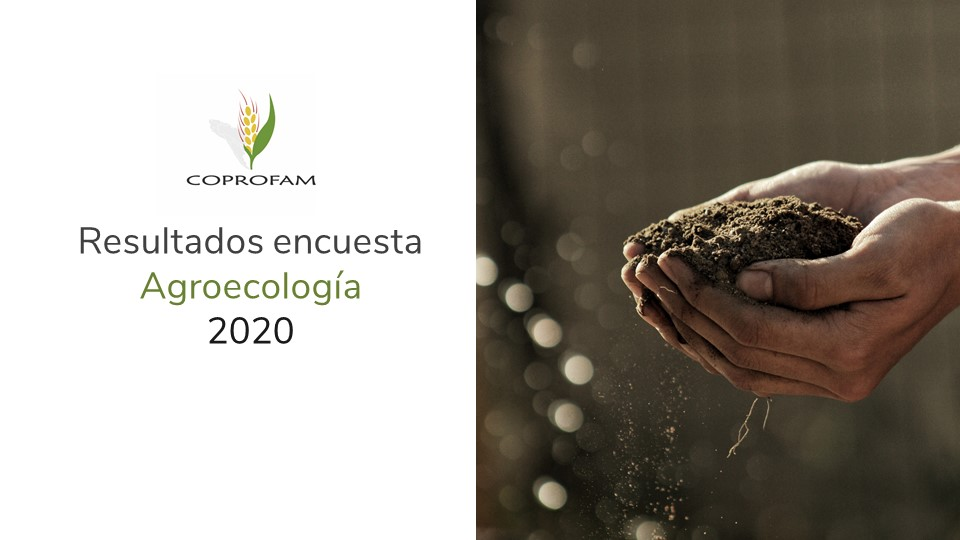 COPROFAM
Resultados encuesta
Agroecología
2020